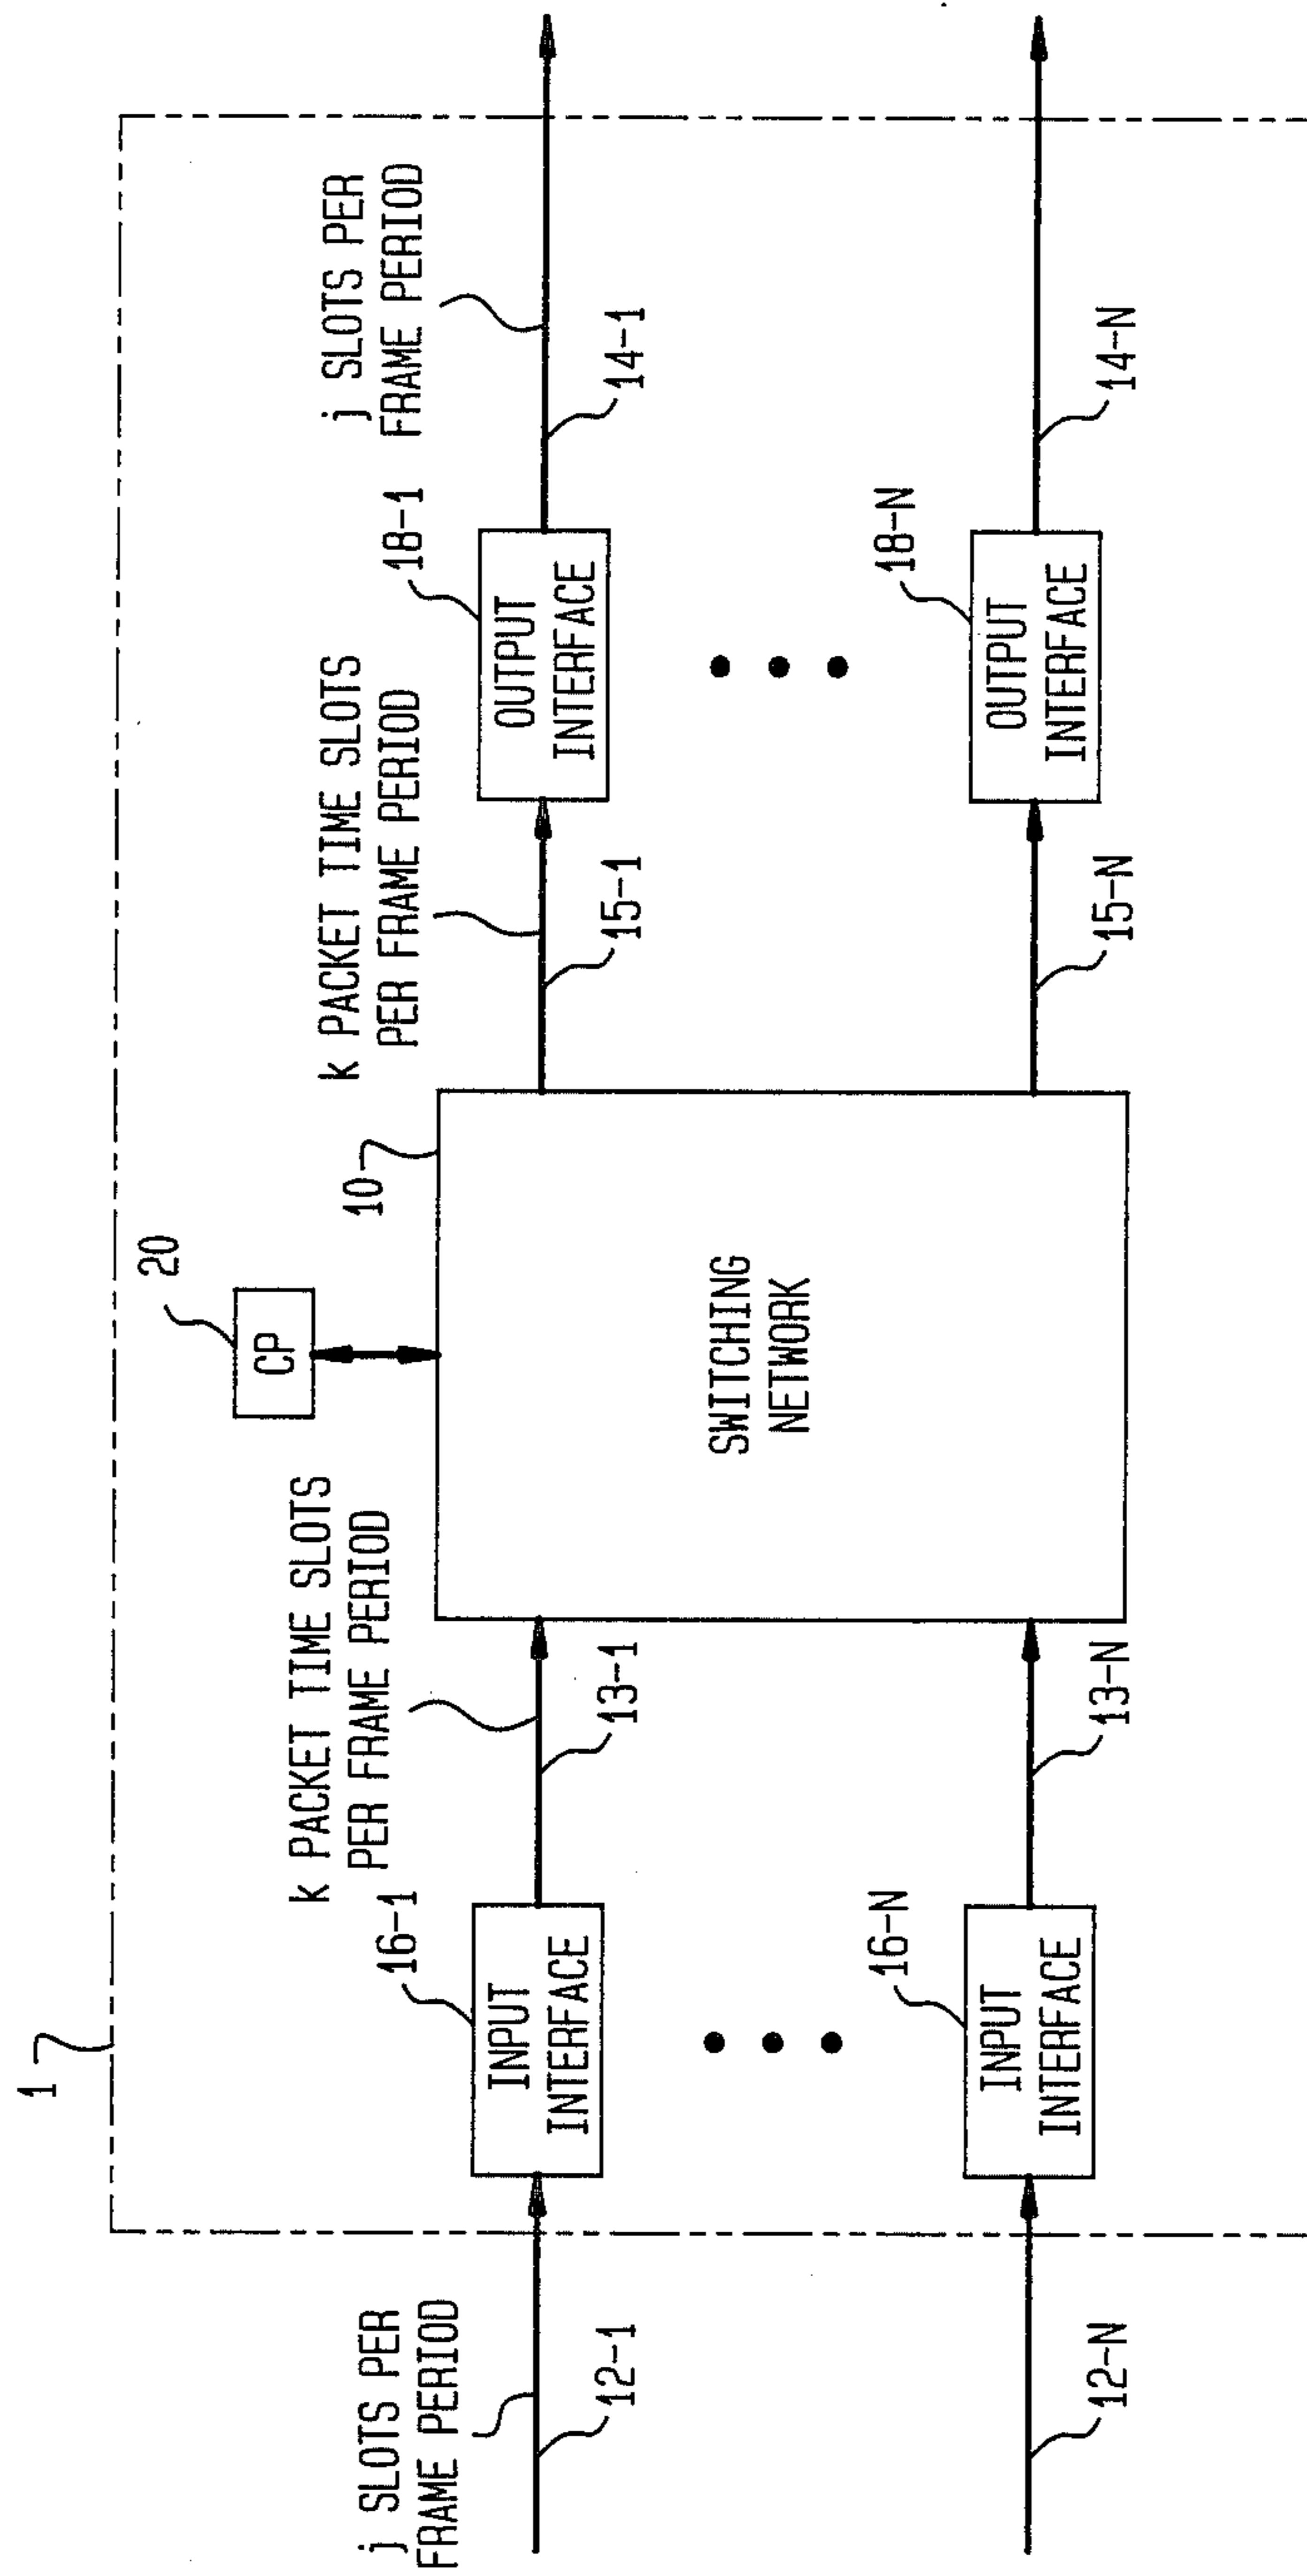 1
20
CP
j SLOTS PER
FRAME PERIOD
12-1
16-1
INPUT
INTERFACE
k PACKET TIME SLOTS
PER FRAME PERIOD
13-1
10
SWITCHING
NETWORK
k PACKET TIME SLOTS
PER FRAME PERIOD
15-1
18-1
OUTPUT
INTERFACE
j SLOTS PER
FRAME PERIOD
14-1
12-N
16-N
INPUT
INTERFACE
13-N
15-N
18-N
OUTPUT
INTERFACE
14-N